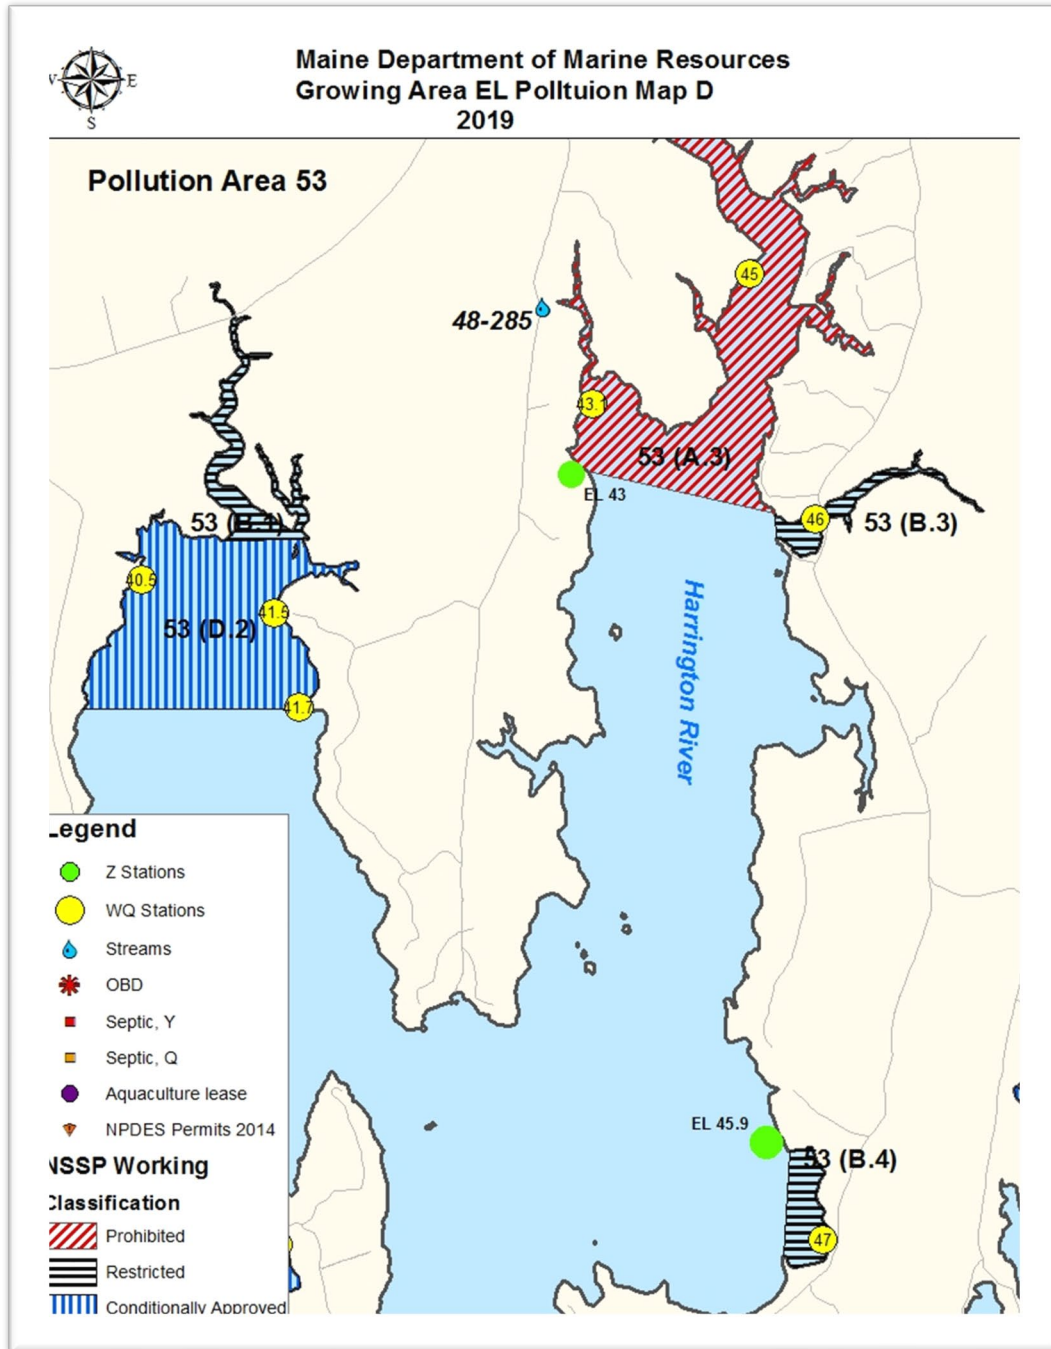 Maine Department of Marine Resources
Growing Area EL Polltuion Map D
2019
E
S
Pollution Area 53
45
48-285
43.1
53 (A.3)
EL 43
46
53 (B.3)
53 (B.1)
40.5
41.5
53 (D.2)
41.7
Harrington River
Legend
Z Stations
WQ Stations
Streams
OBD
Septic, Y
Septic, Q
Aquaculture lease
NPDES Permits 2014
NSSP Working
Classification
Prohibited
Restricted
Conditionally Approved
EL 45.9
53 (B.4)
47